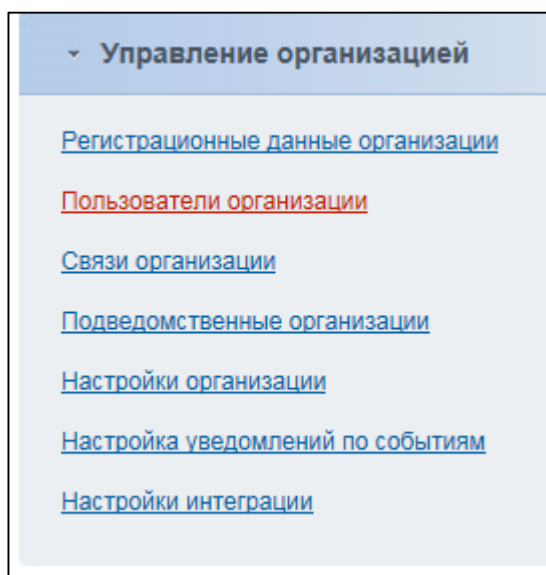 Управление организацией
Регистрационные данные организации
Пользователи организации
Связи организации
Подведомственные организации
Настройки организации
Настройка уведомлений по событиям
Настройки интеграции